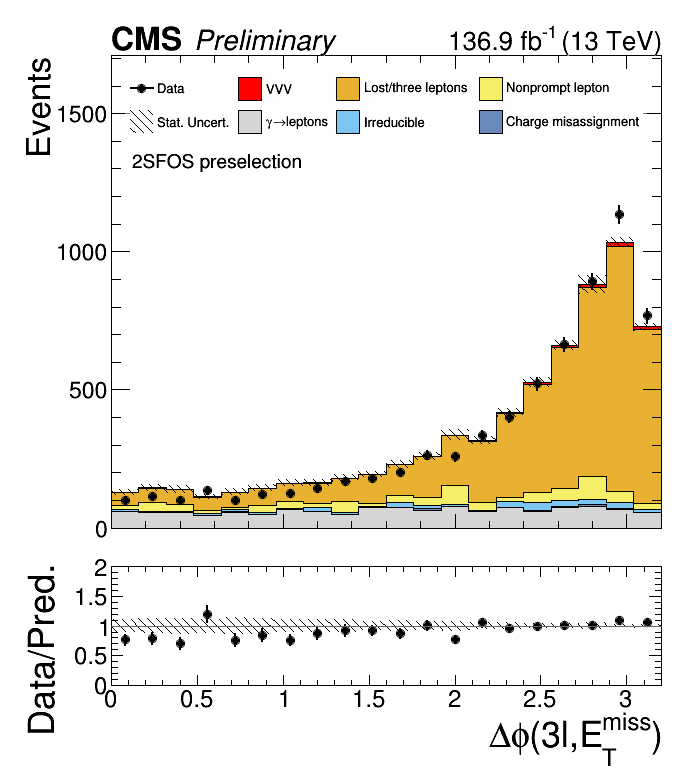 CMS Preliminary 136.9 fb⁻¹ (13 TeV)
Events
Data VVV Lost/three leptons Nonprompt lepton
Stat. Uncert. γ→leptons Irreducible Charge misassignment
2SFOS preselection
1500
1000
500
0
Data/Pred.
2
1.5
1
0.5
0
0 0.5 1 1.5 2 2.5 3
Δϕ(3l,E_T^miss)